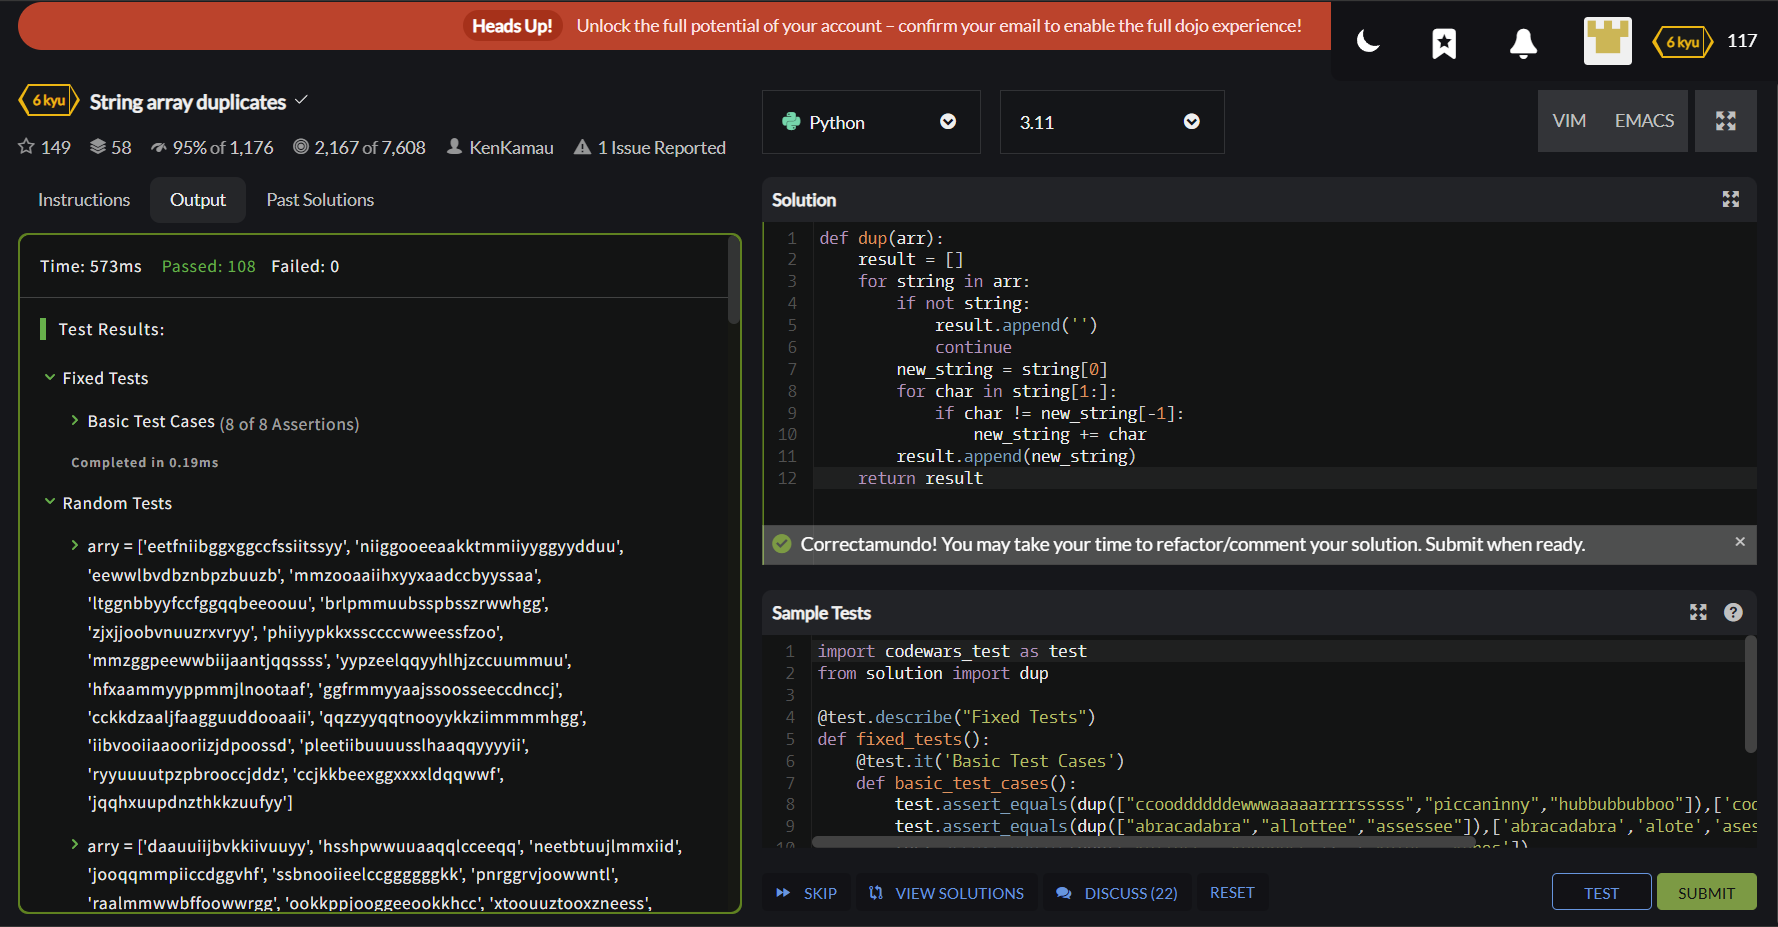 Heads Up! Unlock the full potential of your account – confirm your email to enable the full dojo experience!
6 kyu 117
6 kyu String array duplicates
149 58 95% of 1,176 2,167 of 7,608 KenKamau 1 Issue Reported
Python
3.11
VIM EMACS
Instructions Output Past Solutions
Time: 573ms Passed: 108 Failed: 0
Test Results:
Fixed Tests
Basic Test Cases (8 of 8 Assertions)
Completed in 0.19ms
Random Tests
arry = ['eetfniibggxggccfssiitssyy', 'niiggooeeaakktmmiiyyggyydduu',
'eewwlbvdbznbpzbuuzb', 'mmzooaaiihxyyxaadccbyyssaa',
'ltggnbbyyfccfggqqbeeoouu', 'brlpmmuubsspbsszrwwhgg',
'zjxjjoobvnuuzrxvryy', 'phiiyypkkxssccccwweessfzoo',
'mmzggpeewwbiijaantjqqssss', 'yypzeelqqyyhlhjzccuummuu',
'hfxaammyyppmmjlnootaaf', 'ggfrmmyyaajssoosseeccdnccj',
'cckkdzaaljfaagguuddooaaii', 'qqzzyyqqtnooyykkziimmmmhgg',
'iibvooiiaaooriizjdpoossd', 'pleetiibuuuusslhaaqqyyyyii',
'ryyuuuutpzpbrooccjddz', 'ccjkkbeexggxxxxldqqwwf',
'jqqhxuupdnzthkkzuufyy']
arry = ['daauuiijbvkkiivuuyy', 'hsshpwwuuaaqqlcceeqq', 'neetbtuujlmmxiid',
'jooqqmmpiiccdggvhf', 'ssbnooiieelccggggggkk', 'pnrggrvjoowwntl',
'raalmmwwbffoowwrgg', 'ookkppjooggeeookkhcc', 'xtoouuztooxzneess',
Solution
1 def dup(arr):
2 result = []
3 for string in arr:
4 if not string:
5 result.append('')
6 continue
7 new_string = string[0]
8 for char in string[1:]:
9 if char != new_string[-1]:
10 new_string += char
11 result.append(new_string)
12 return result
Correctamundo! You may take your time to refactor/comment your solution. Submit when ready. ×
Sample Tests
1 import codewars_test as test
2 from solution import dup
3
4 @test.describe("Fixed Tests")
5 def fixed_tests():
6 @test.it('Basic Test Cases')
7 def basic_test_cases():
8 test.assert_equals(dup(["ccooddddddewwwaaaaarrrrsssss","piccaninny","hubbubbubboo"]),['cod
9 test.assert_equals(dup(["abracadabra","allottee","assessee"]),['abracadabra','alote','ases
10
SKIP VIEW SOLUTIONS DISCUSS (22) RESET TEST SUBMIT